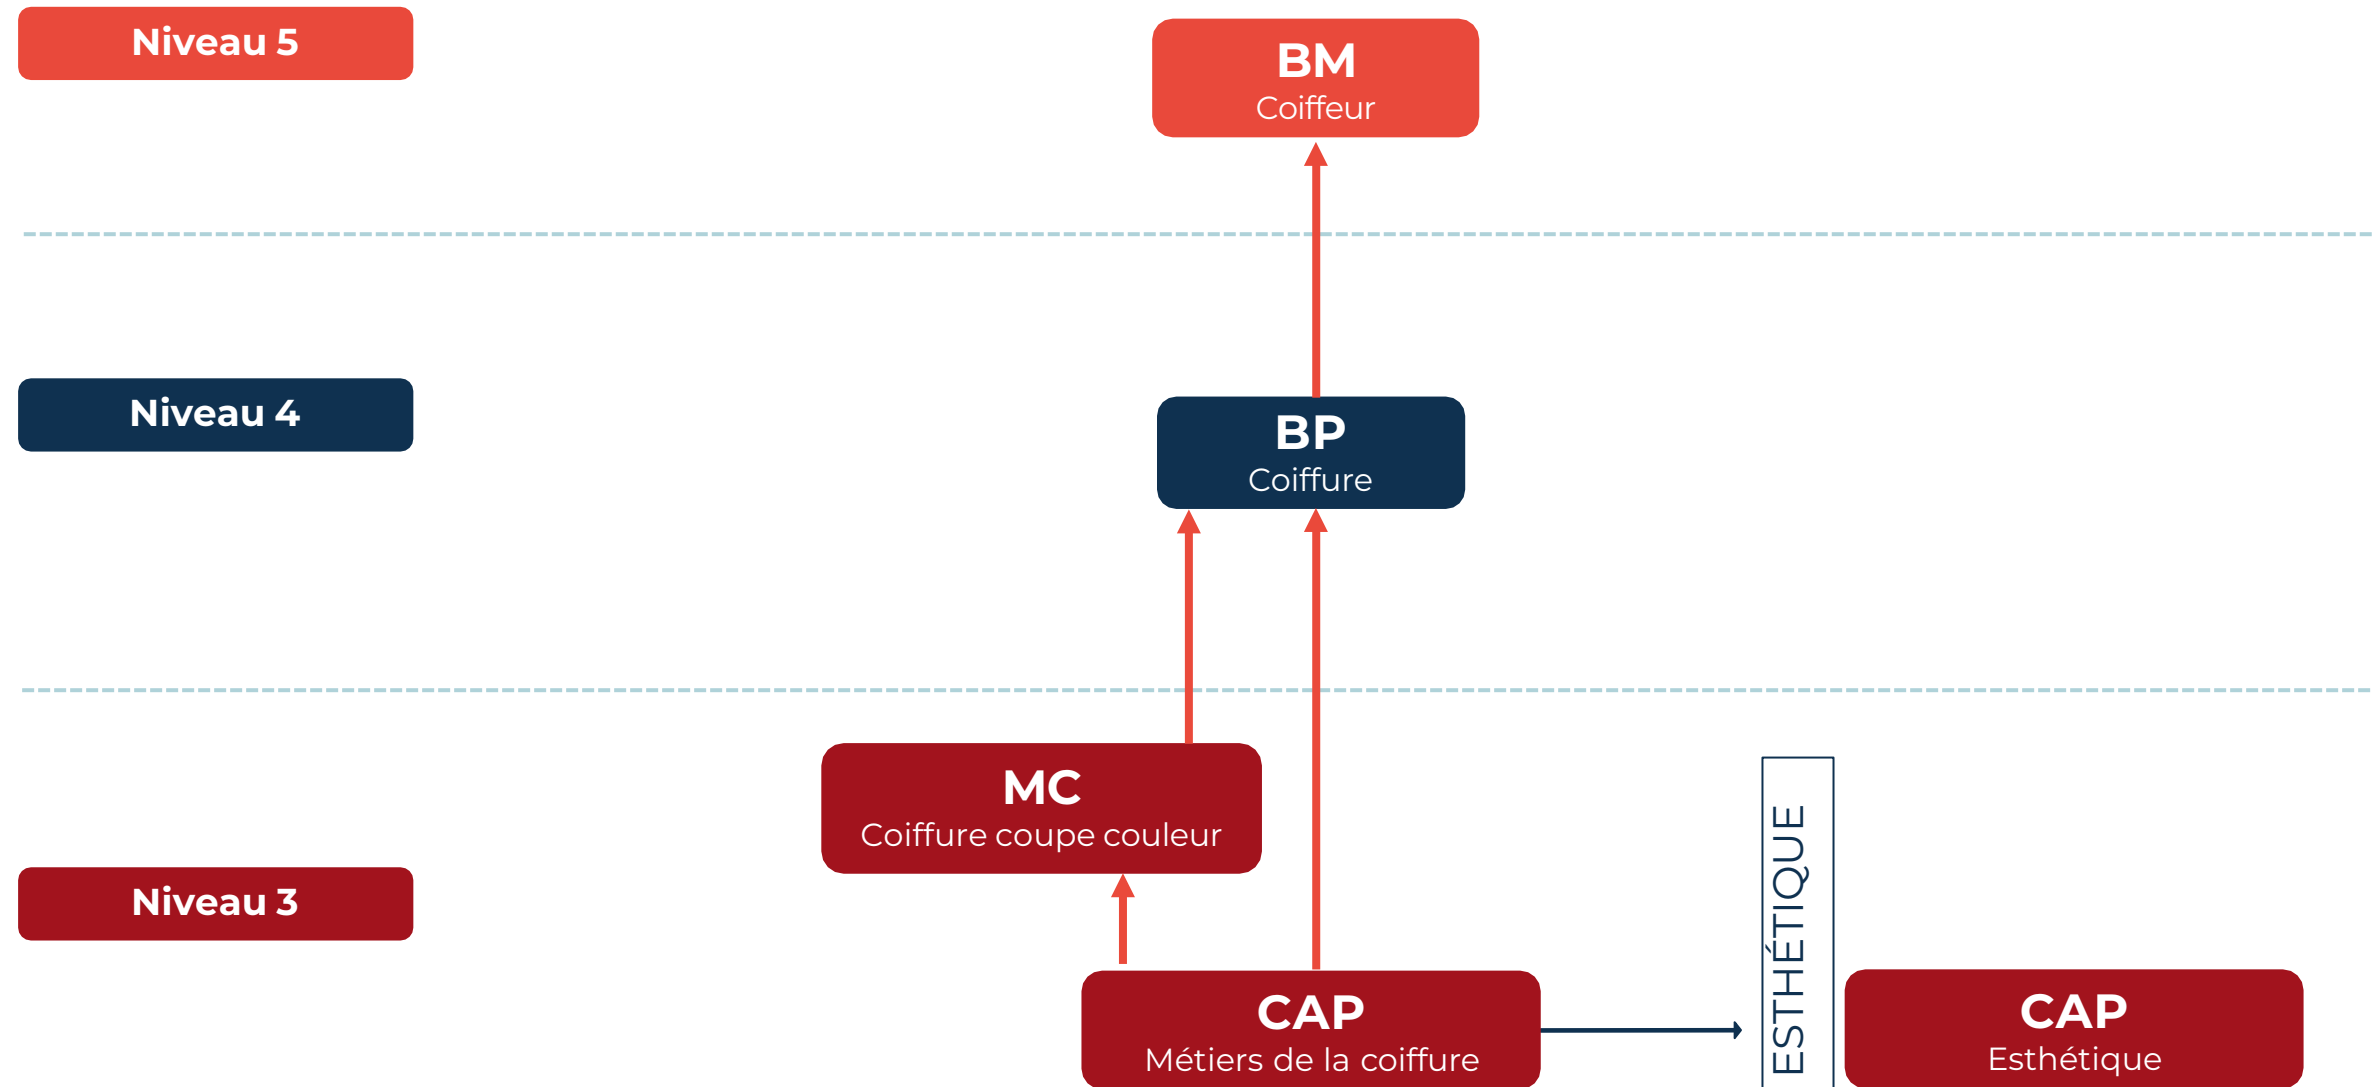 Niveau 5
BM
Coiffeur
Niveau 4
BP
Coiffure
MC
Coiffure coupe couleur
Niveau 3
CAP
Métiers de la coiffure
ESTHÉTIQUE
CAP
Esthétique